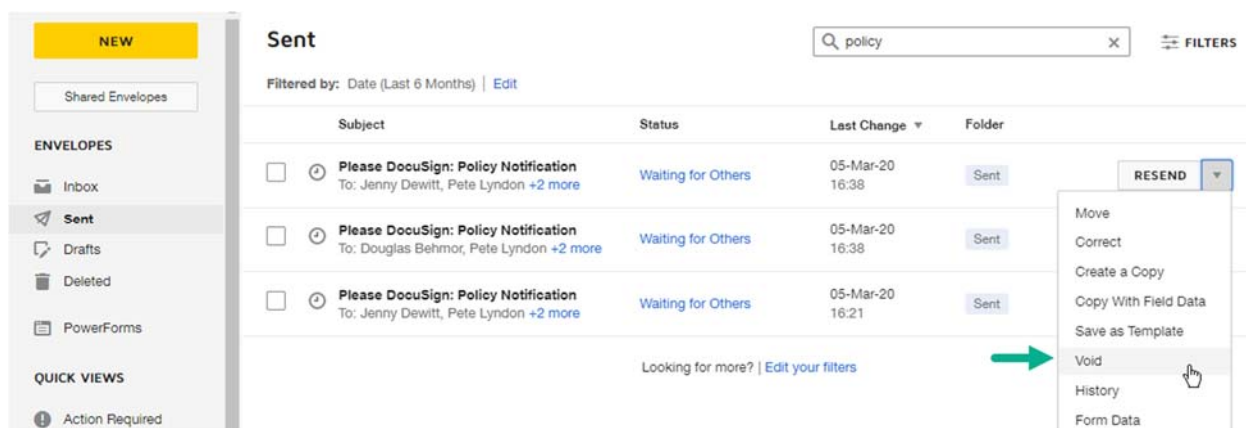 NEW
Shared Envelopes
ENVELOPES
Inbox
Sent
Drafts
Deleted
PowerForms
QUICK VIEWS
Action Required
Sent
policy
FILTERS
Filtered by: Date (Last 6 Months) | Edit
Subject Status Last Change Folder
Please DocuSign: Policy Notification
To: Jenny Dewitt, Pete Lyndon +2 more
Waiting for Others
05-Mar-20
16:38
Sent
RESEND
Please DocuSign: Policy Notification
To: Douglas Behmor, Pete Lyndon +2 more
Waiting for Others
05-Mar-20
16:38
Sent
Please DocuSign: Policy Notification
To: Jenny Dewitt, Pete Lyndon +2 more
Waiting for Others
05-Mar-20
16:21
Sent
Looking for more? | Edit your filters
Move
Correct
Create a Copy
Copy With Field Data
Save as Template
Void
History
Form Data